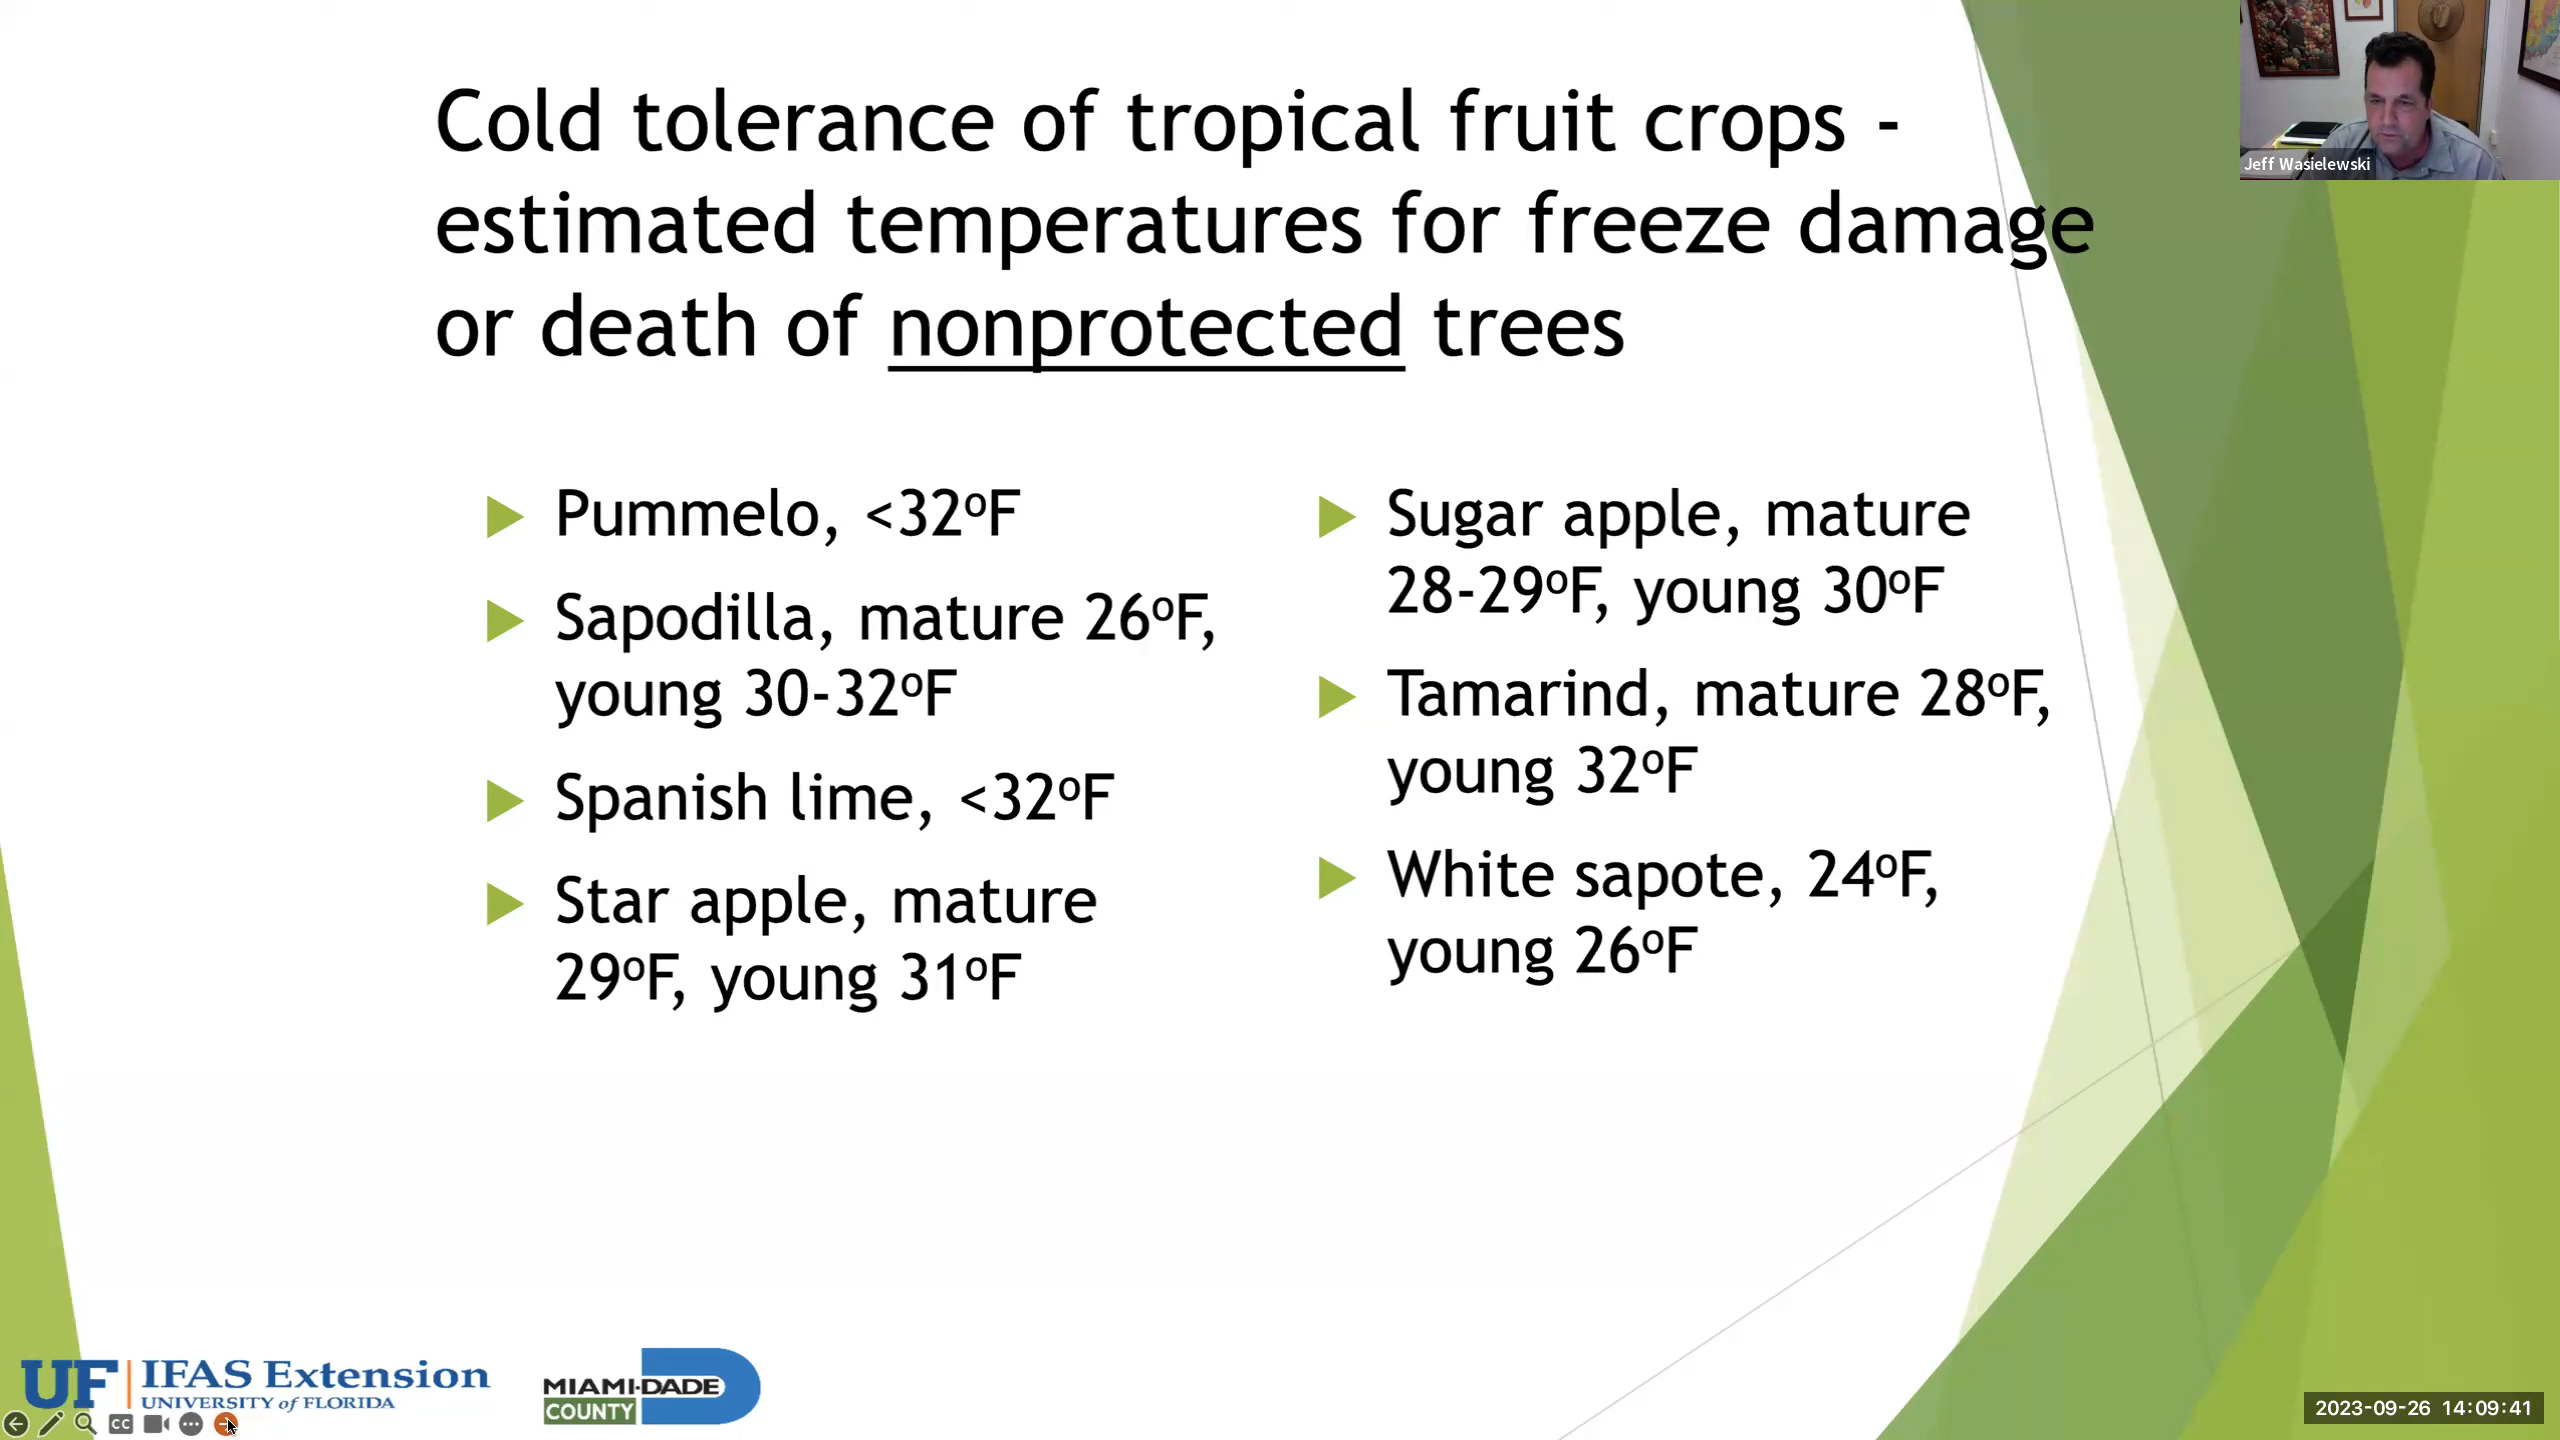 Cold tolerance of tropical fruit crops -
estimated temperatures for freeze damage
or death of nonprotected trees
Pummelo, <32ºF
Sapodilla, mature 26ºF,
young 30-32ºF
Spanish lime, <32ºF
Star apple, mature
29ºF, young 31ºF
Sugar apple, mature
28-29ºF, young 30ºF
Tamarind, mature 28ºF,
young 32ºF
White sapote, 24ºF,
young 26ºF
Jeff Wasielewski
UF IFAS Extension
UNIVERSITY of FLORIDA
MIAMI-DADE
COUNTY
CC
2023-09-26 14:09:41